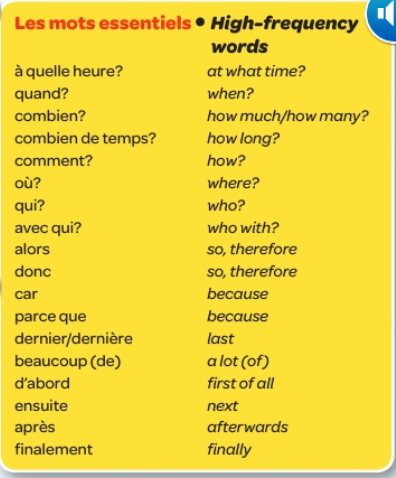 Les mots essentiels • High-frequency
words
à quelle heure? at what time?
quand? when?
combien? how much/how many?
combien de temps? how long?
comment? how?
où? where?
qui? who?
avec qui? who with?
alors so, therefore
donc so, therefore
car because
parce que because
dernier/dernière last
beaucoup (de) a lot (of)
d'abord first of all
ensuite next
après afterwards
finalement finally